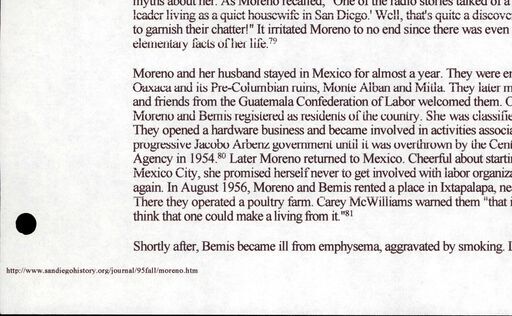 myths about her. As Moreno recalled, "One of the radio stories talked of a
leader living as a quiet housewife in San Diego.' Well, that's quite a discove
to garnish their chatter!" It irritated Moreno to no end since there was even
elementary facts of her life.79
Moreno and her husband stayed in Mexico for almost a year. They were en
Oaxaca and its Pre-Columbian ruins, Monte Alban and Mitla. They later m
and friends from the Guatemala Confederation of Labor welcomed them. O
Moreno and Bemis registered as residents of the country. She was classifie
They opened a hardware business and became involved in activities associa
progressive Jacobo Arbenz government until it was overthrown by the Cent
Agency in 1954.80 Later Moreno returned to Mexico. Cheerful about starti
Mexico City, she promised herself never to get involved with labor organiza
again. In August 1956, Moreno and Bemis rented a place in Ixtapalapa, ne
There they operated a poultry farm. Carey McWilliams warned them "that i
think that one could make a living from it."81
Shortly after, Bemis became ill from emphysema, aggravated by smoking.
http://www.sandiegohistory.org/journal/95fall/moreno.htm